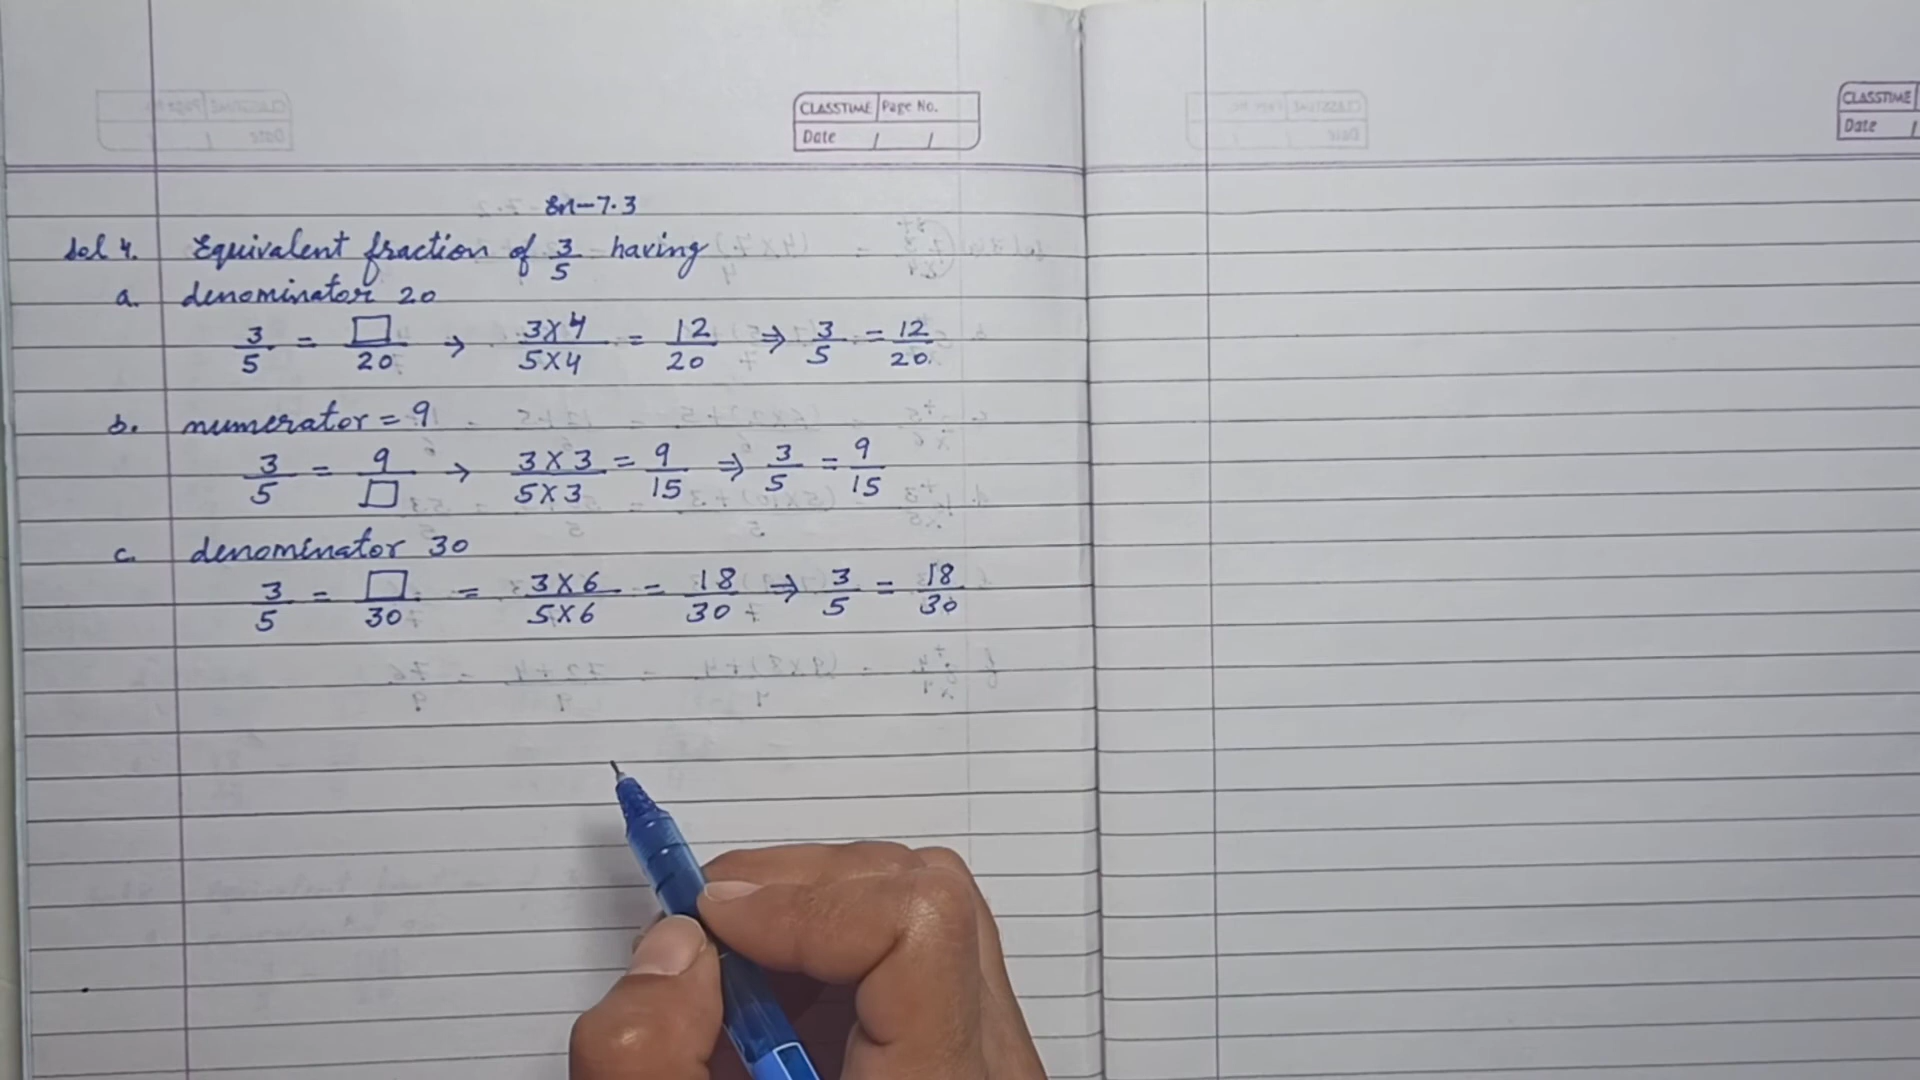 CLASSTIME Page No.
Date / /
CLASSTIME
Date /
Ex-7.3
Sol 4. Equivalent fraction of 3/5 having
a. denominator 20
3/5 = □/20 → 3×4/5×4 = 12/20 ⇒ 3/5 = 12/20.
b. numerator = 9
3/5 = 9/□ → 3×3/5×3 = 9/15 ⇒ 3/5 = 9/15
c. denominator 30
3/5 = □/30 = 3×6/5×6 = 18/30 ⇒ 3/5 = 18/30